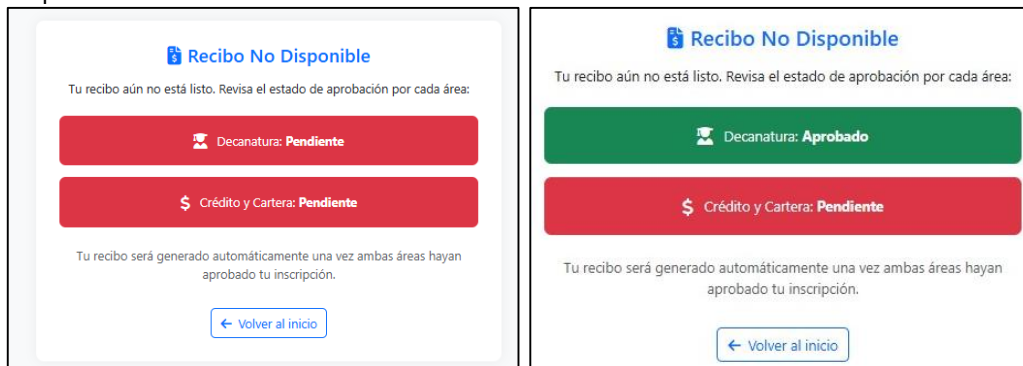 Recibo No Disponible
Tu recibo aún no está listo. Revisa el estado de aprobación por cada área:
Decanatura: Pendiente
$ Crédito y Cartera: Pendiente
Tu recibo será generado automáticamente una vez ambas áreas hayan
aprobado tu inscripción.
← Volver al inicio
Recibo No Disponible
Tu recibo aún no está listo. Revisa el estado de aprobación por cada área:
Decanatura: Aprobado
$ Crédito y Cartera: Pendiente
Tu recibo será generado automáticamente una vez ambas áreas hayan
aprobado tu inscripción.
← Volver al inicio